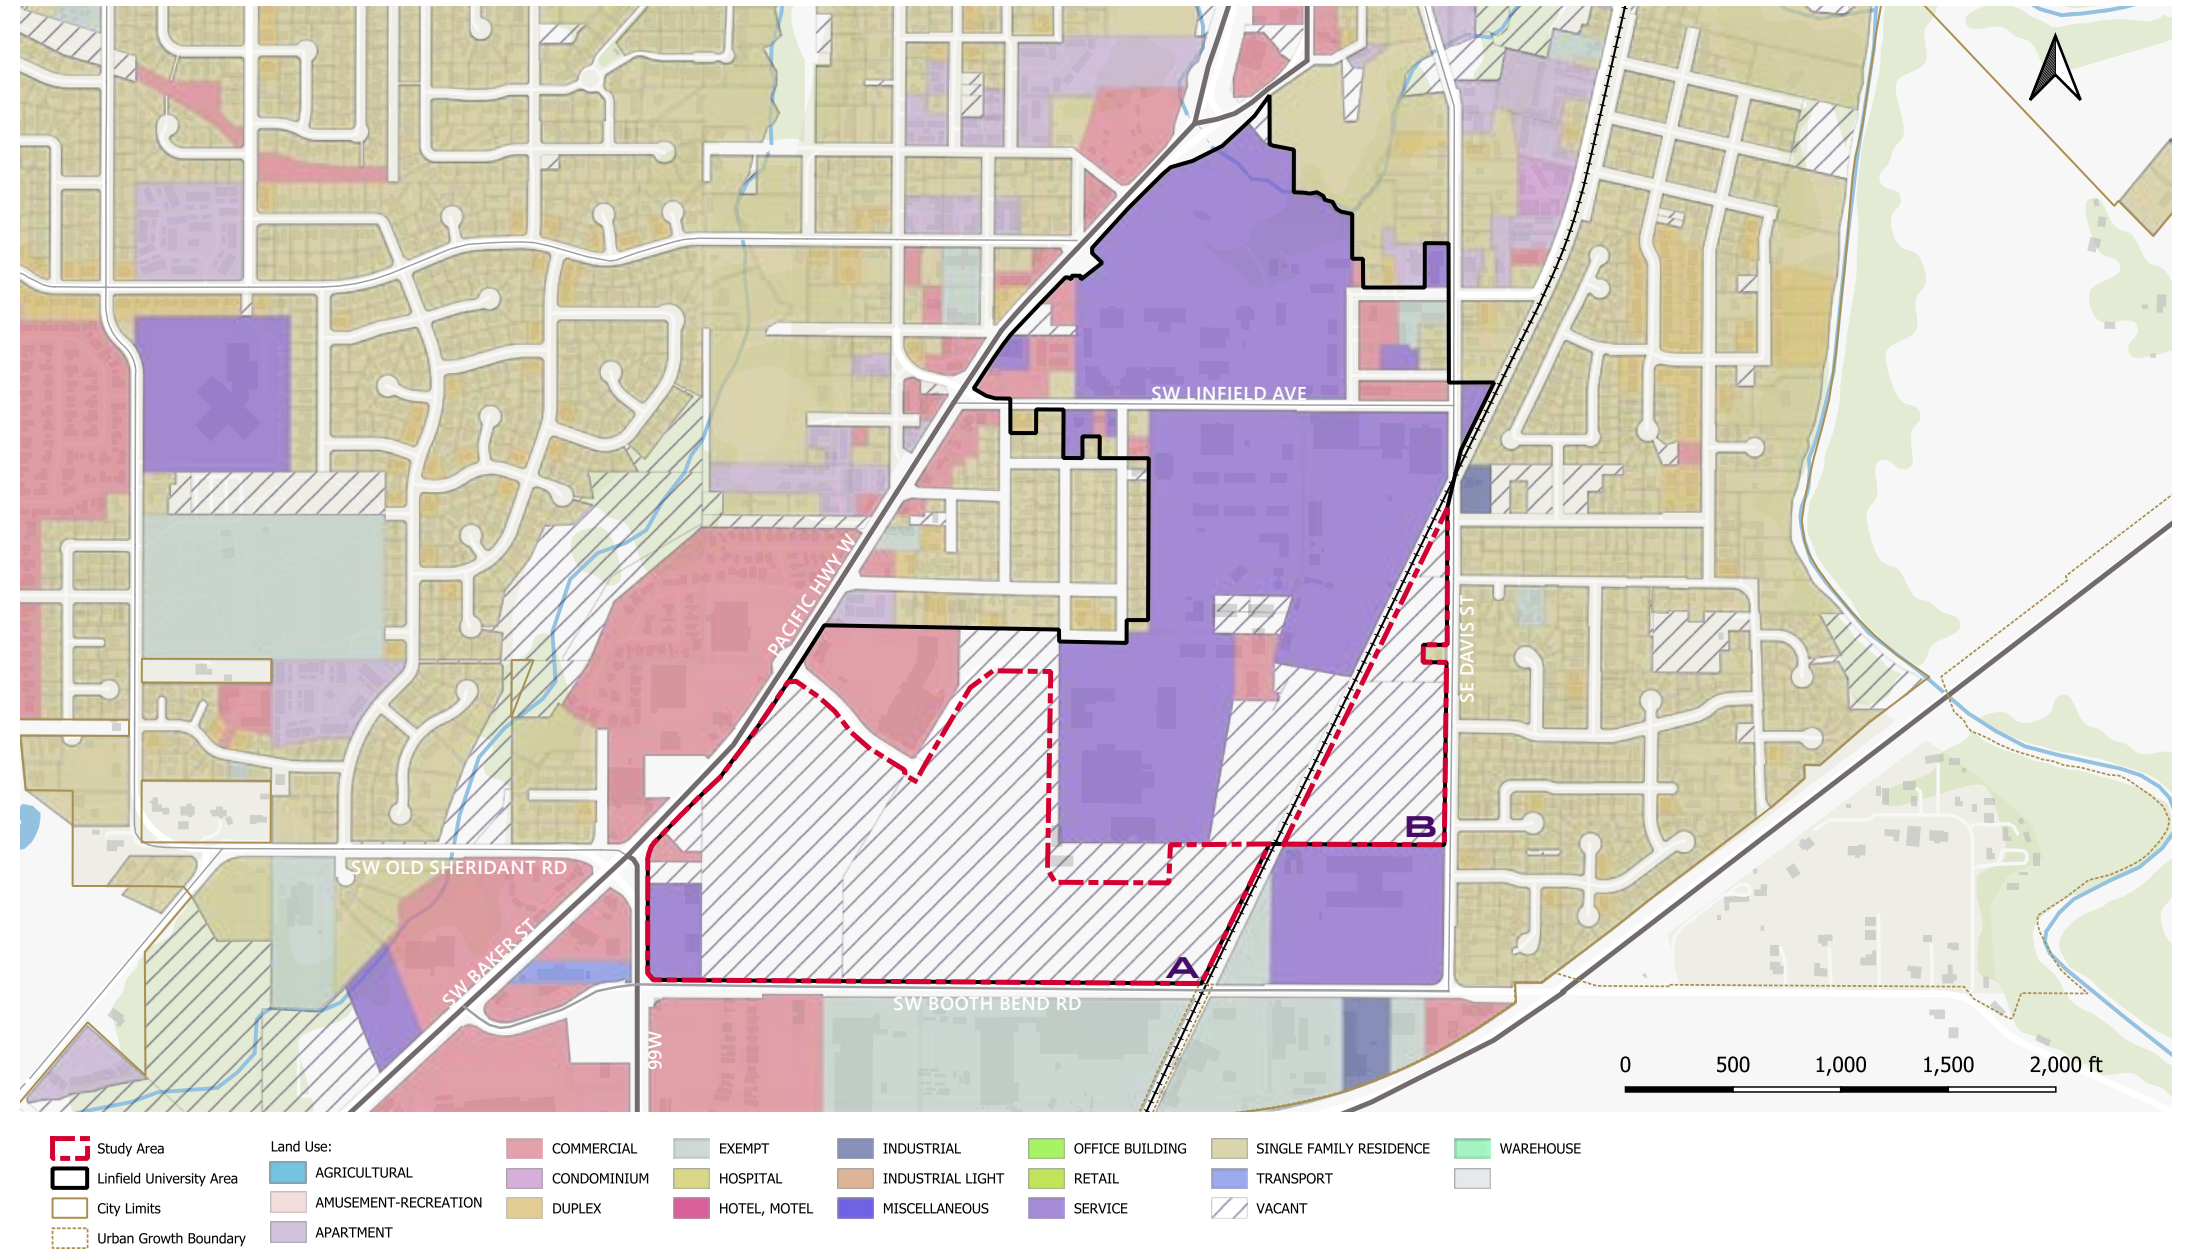 SW LINFIELD AVE
PACIFIC HWY W
SE DAVIS ST
B
SW OLD SHERIDANT RD
SW BAKER ST
A
SW BOOTH BEND RD
99W
0 500 1,000 1,500 2,000 ft
Study Area
Linfield University Area
City Limits
Urban Growth Boundary
Land Use:
AGRICULTURAL
AMUSEMENT-RECREATION
APARTMENT
COMMERCIAL
CONDOMINIUM
DUPLEX
EXEMPT
HOSPITAL
HOTEL, MOTEL
INDUSTRIAL
INDUSTRIAL LIGHT
MISCELLANEOUS
OFFICE BUILDING
RETAIL
SERVICE
SINGLE FAMILY RESIDENCE
TRANSPORT
VACANT
WAREHOUSE